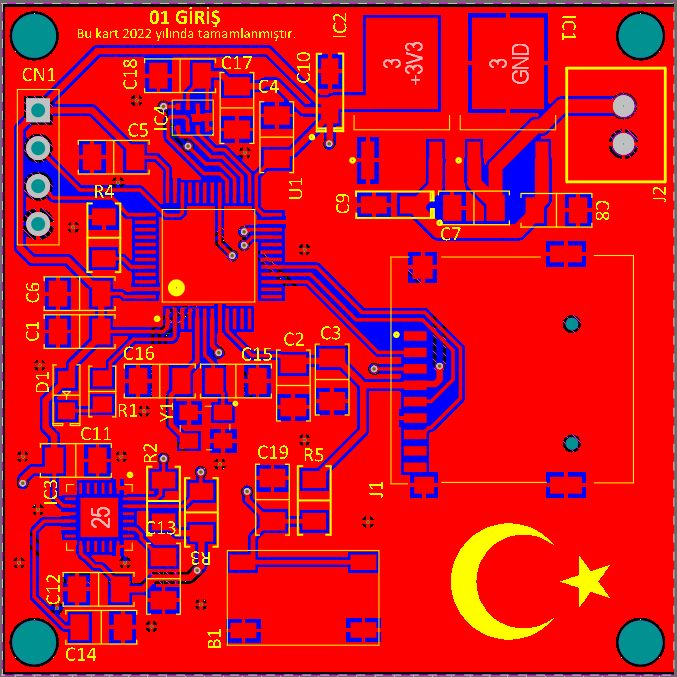 01 GİRİŞ
Bu kart 2022 yılında tamamlanmıştır.
IC2
IC1
3
+3V3
3
GND
CN1
C18
C17
C10
C4
IC4
C5
U1
J2
R4
C9
C7
C8
C6
C1
C2
C3
C16
C15
D1
R1
Y1
C11
R2
C19
R5
J1
IC3
25
C13
R3
C12
B1
C14